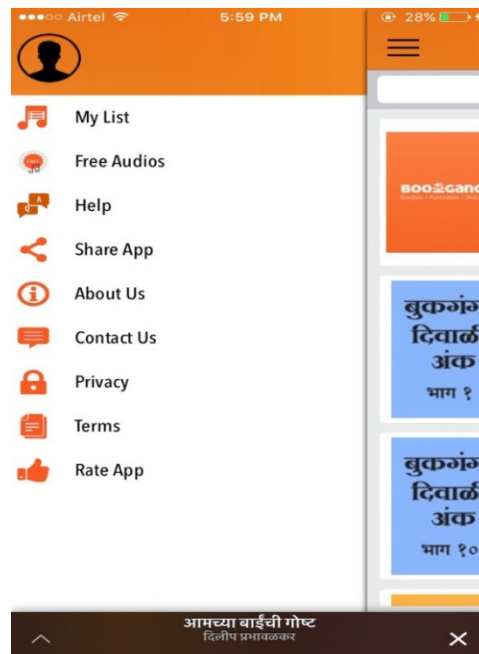 Airtel 5:59 PM 28%
My List
Free Audios
Help
Share App
About Us
Contact Us
Privacy
Terms
Rate App
बुकगंग
दिवाळी
अंक
भाग १
बुकगंग
दिवाळी
अंक
भाग १०
आमच्या बाईंची गोष्ट
दिलीप प्रभावळकर